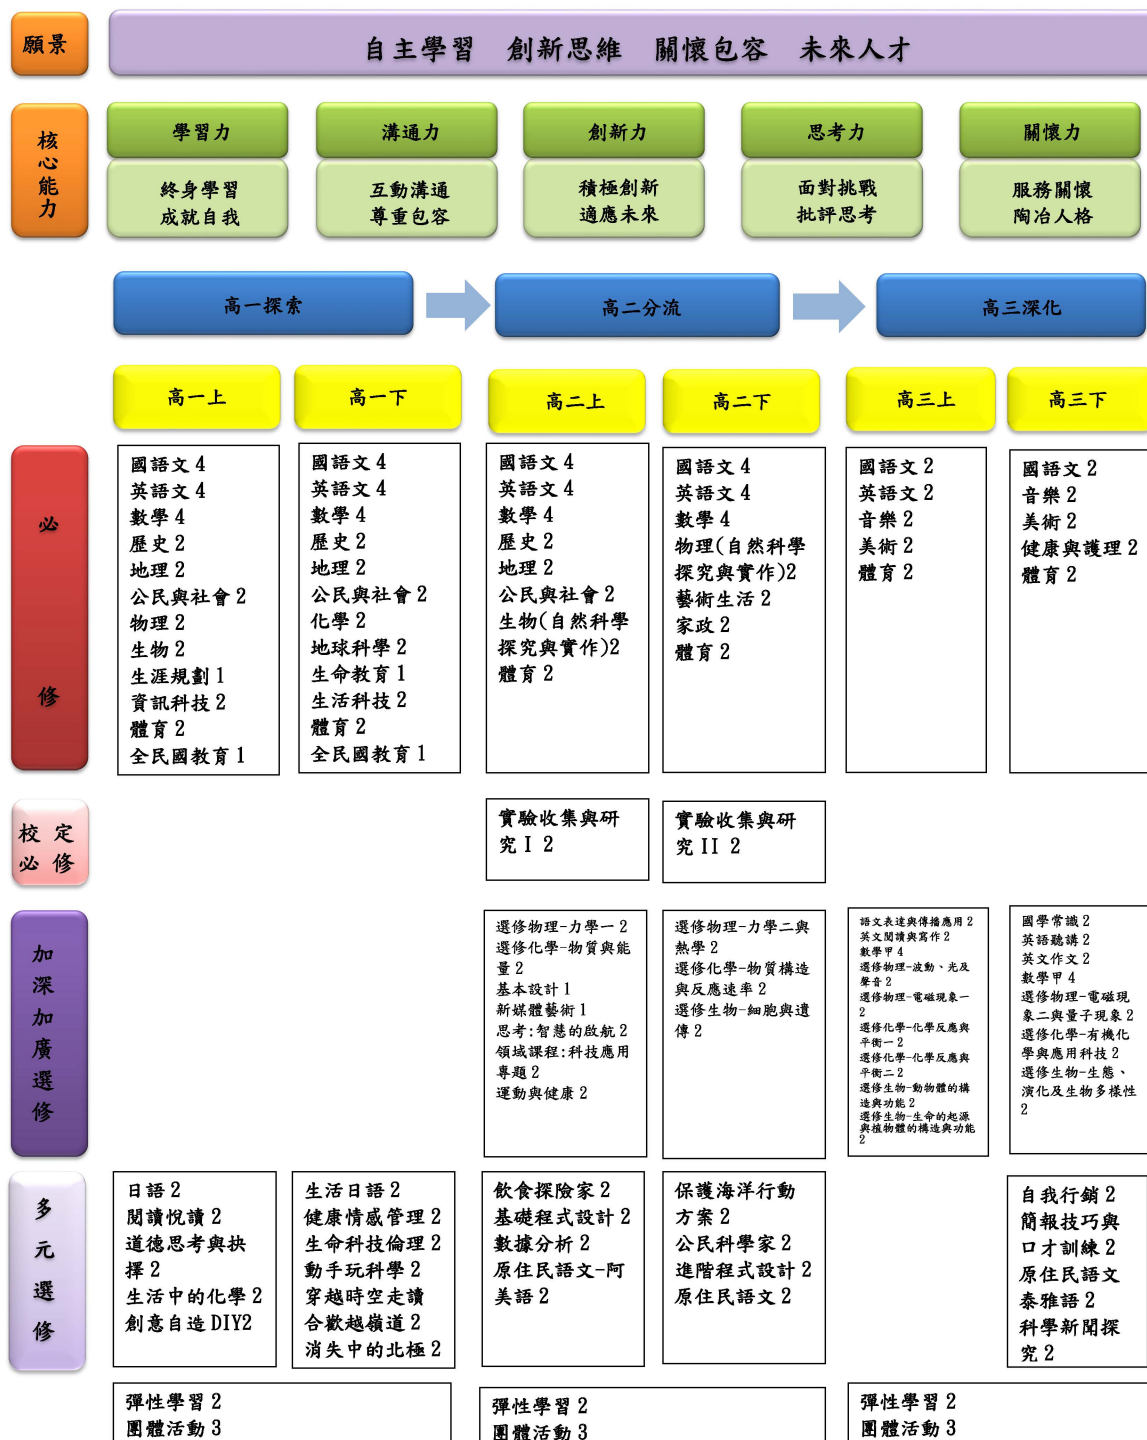 願景
自主學習 創新思維 關懷包容 未來人才
核心能力
學習力
溝通力
創新力
思考力
關懷力
終身學習
成就自我
互動溝通
尊重包容
積極創新
適應未來
面對挑戰
批評思考
服務關懷
陶冶人格
高一探索
高二分流
高三深化
高一上
高一下
高二上
高二下
高三上
高三下
必修
國語文 4
英語文 4
數學 4
歷史 2
地理 2
公民與社會 2
物理 2
生物 2
生涯規劃 1
資訊科技 2
體育 2
全民國教育 1
國語文 4
英語文 4
數學 4
歷史 2
地理 2
公民與社會 2
化學 2
地球科學 2
生命教育 1
生活科技 2
體育 2
全民國教育 1
國語文 4
英語文 4
數學 4
歷史 2
地理 2
公民與社會 2
生物(自然科學
探究與實作)2
體育 2
國語文 4
英語文 4
數學 4
物理(自然科學
探究與實作)2
藝術生活 2
家政 2
體育 2
國語文 2
英語文 2
音樂 2
美術 2
體育 2
國語文 2
音樂 2
美術 2
健康與護理 2
體育 2
校定
必修
實驗收集與研
究 I 2
實驗收集與研
究 II 2
加深加廣選修
選修物理-力學一 2
選修化學-物質與能
量 2
基本設計 1
新媒體藝術 1
思考:智慧的啟航 2
領域課程:科技應用
專題 2
運動與健康 2
選修物理-力學二與
熱學 2
選修化學-物質構造
與反應速率 2
選修生物-細胞與遺
傳 2
語文表達與傳播應用 2
英文閱讀與寫作 2
數學甲 4
選修物理-波動、光及
聲音 2
選修物理-電磁現象一
2
選修化學-化學反應與
平衡一 2
選修化學-化學反應與
平衡二 2
選修生物-動物體的構
造與功能 2
選修生物-生命的起源
與植物體的構造與功能
2
國學常識 2
英語聽講 2
英文作文 2
數學甲 4
選修物理-電磁現
象二與量子現象 2
選修化學-有機化
學與應用科技 2
選修生物-生態、
演化及生物多樣性
2
多元選修
日語 2
閱讀悅讀 2
道德思考與抉
擇 2
生活中的化學 2
創意自造 DIY2
生活日語 2
健康情感管理 2
生命科技倫理 2
動手玩科學 2
穿越時空走讀
合歡越嶺道 2
消失中的北極 2
飲食探險家 2
基礎程式設計 2
數據分析 2
原住民語文-阿
美語 2
保護海洋行動
方案 2
公民科學家 2
進階程式設計 2
原住民語文 2
自我行銷 2
簡報技巧與
口才訓練 2
原住民語文
泰雅語 2
科學新聞探
究 2
彈性學習 2
團體活動 3
彈性學習 2
團體活動 3
彈性學習 2
團體活動 3